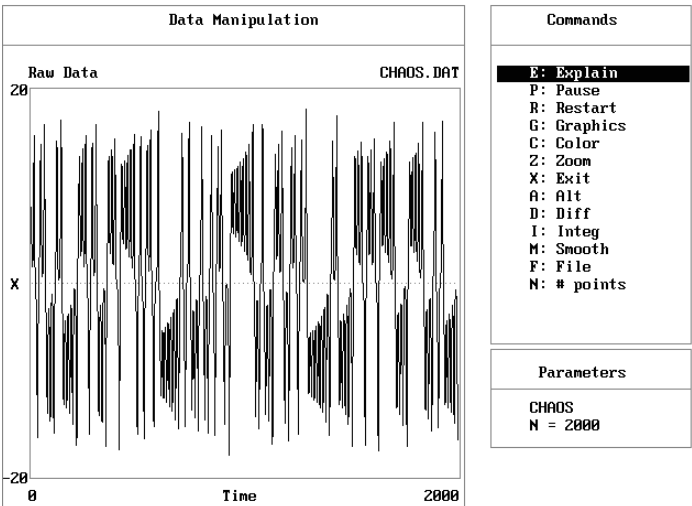 Data Manipulation
Raw Data CHAOS.DAT
20
X
-20
0 Time 2000
Commands
E: Explain
P: Pause
R: Restart
G: Graphics
C: Color
Z: Zoom
X: Exit
A: Alt
D: Diff
I: Integ
M: Smooth
F: File
N: # points
Parameters
CHAOS
N = 2000